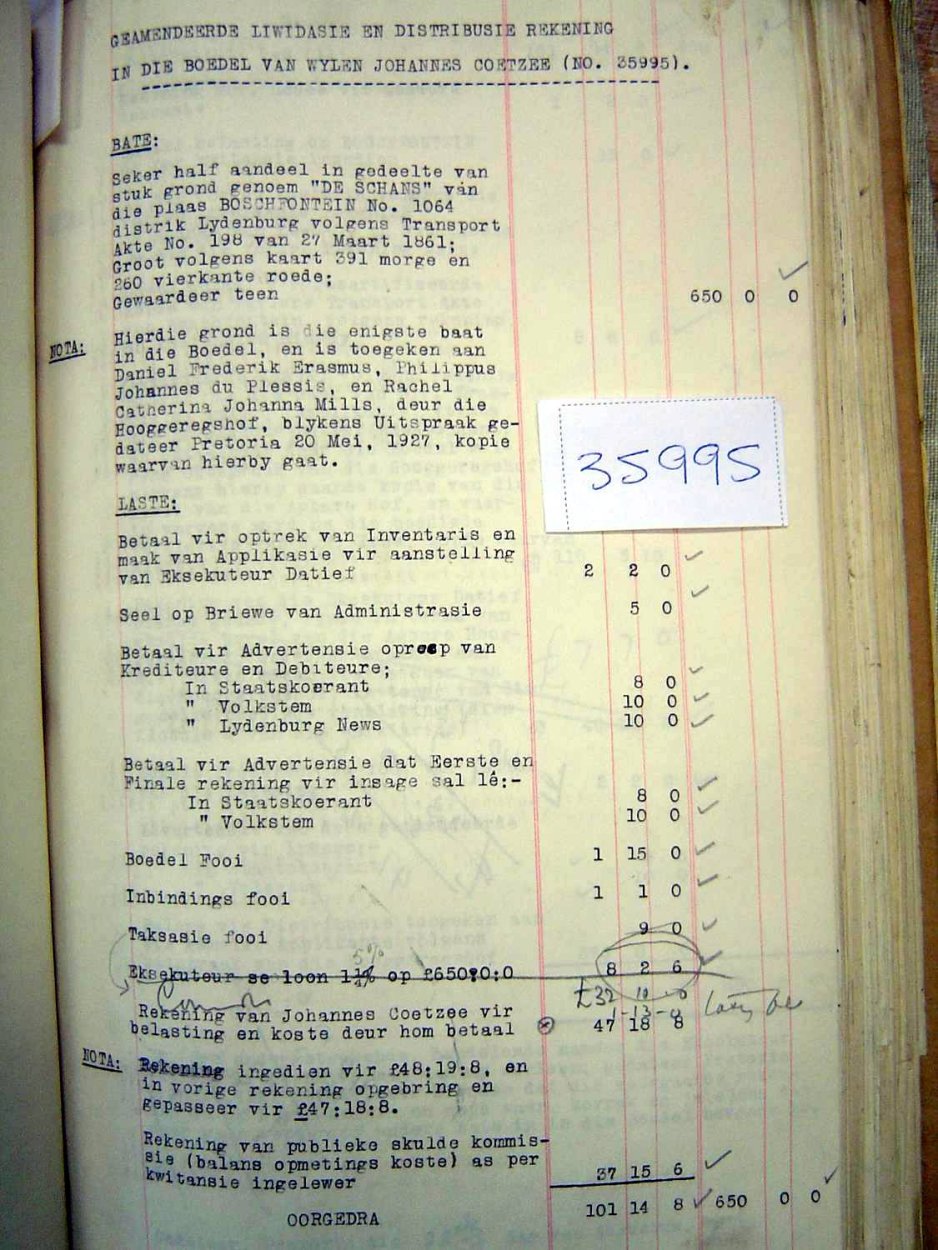 GEAMENDEERDE LIWIDASIE EN DISTRIBUSIE REKENING
IN DIE BOEDEL VAN WYLEN JOHANNES COETZEE (NO. 35995).
BATE:
Seker half aandeel in gedeelte van
stuk grond genoem "DE SCHANS" van
die plaas BOSCHFONTEIN No. 1064
distrik Lydenburg volgens Transport
Akte No. 198 van 27 Maart 1861;
Groot volgens kaart 391 morge en
260 vierkante roede;
Gewaardeer teen 650 0 0
NOTA: Hierdie grond is die enigste baat
in die Boedel, en is toegeken aan
Daniel Frederik Erasmus, Philippus
Johannes du Plessis, en Rachel
Catherina Johanna Mills, deur die
Hooggeregshof, blykens Uitspraak ge-
dateer Pretoria 20 Mei, 1927, kopie
waarvan hierby gaat.
35995
LASTE:
Betaal vir optrek van Inventaris en
maak van Applikasie vir aanstelling
van Eksekuteur Datief 2 2 0
Seel op Briewe van Administrasie 5 0
Betaal vir Advertensie oproep van
Krediteure en Debiteure;
In Staatskoerant 8 0
" Volkstem 10 0
" Lydenburg News 10 0
Betaal vir Advertensie dat Eerste en
Finale rekening vir insage sal lê:-
In Staatskoerant 8 0
" Volkstem 10 0
Boedel Fooi 1 15 0
Inbindings fooi 1 1 0
Taksasie fooi 9 0
5%
Eksekuteur se loon 1¼% op £650:0:0 8 2 6
£32 10 0
1-13-0
Rekening van Johannes Coetzee vir
belasting en koste deur hom betaal 47 18 8
NOTA: Rekening ingedien vir £48:19:8, en
in vorige rekening opgebring en
gepasseer vir £47:18:8.
Rekening van publieke skulde kommis-
sie (balans opmetings koste) as per
kwitansie ingelewer 37 15 6
OORGEDRA 101 14 8 650 0 0